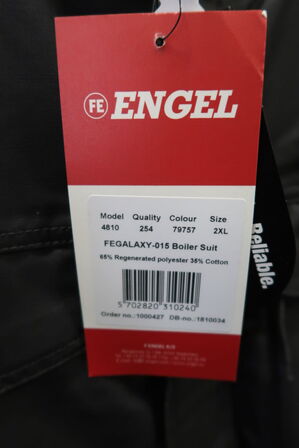 FE ENGEL
Model Quality Colour Size
4810 254 79757 2XL
FEGALAXY-015 Boiler Suit
65% Regenerated polyester 35% Cotton
5 702820 310240
Order no.: 1000427 DB-no.: 1810034
Reliable.
F. ENGEL K/S